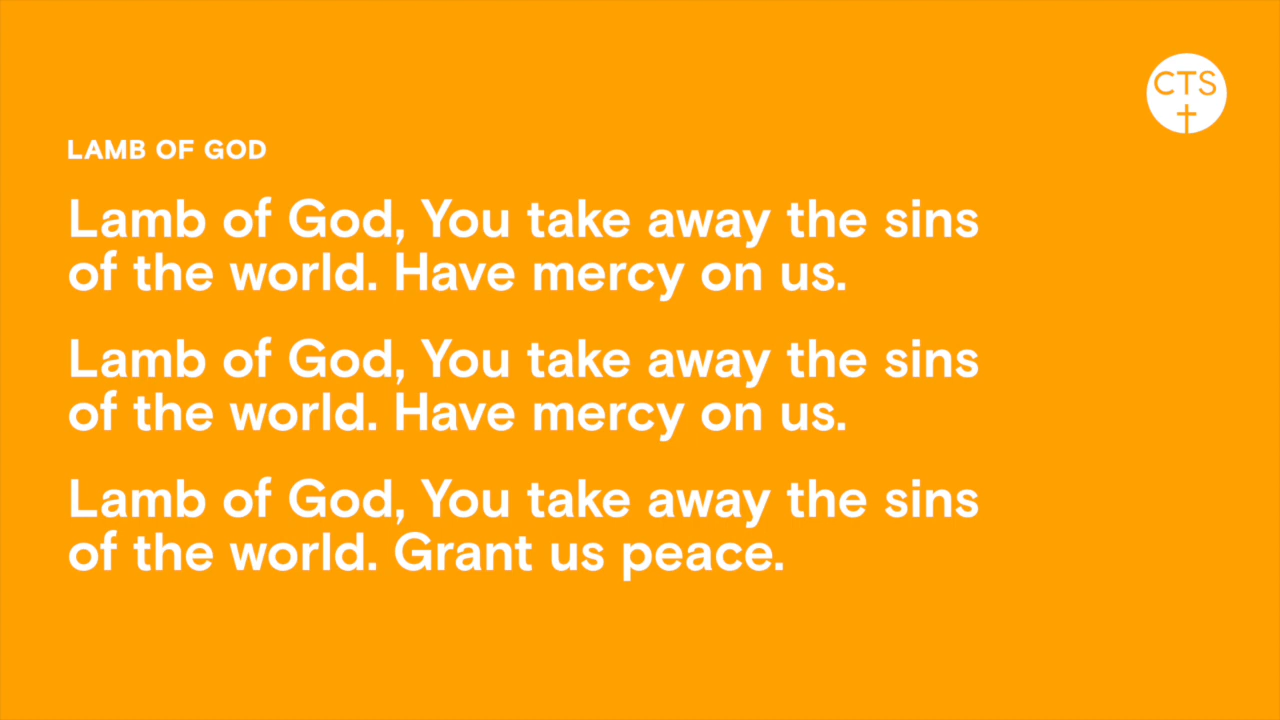 CTS
LAMB OF GOD
Lamb of God, You take away the sins
of the world. Have mercy on us.
Lamb of God, You take away the sins
of the world. Have mercy on us.
Lamb of God, You take away the sins
of the world. Grant us peace.